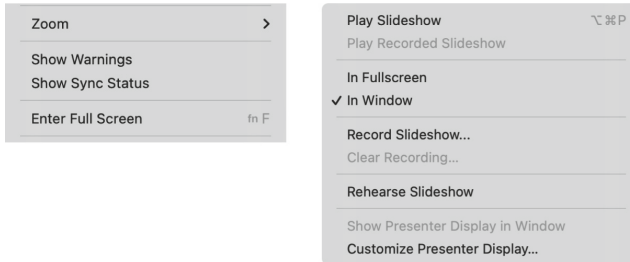 Zoom >
Show Warnings
Show Sync Status
Enter Full Screen fn F
Play Slideshow ⌥⌘P
Play Recorded Slideshow
In Fullscreen
✓ In Window
Record Slideshow...
Clear Recording...
Rehearse Slideshow
Show Presenter Display in Window
Customize Presenter Display...